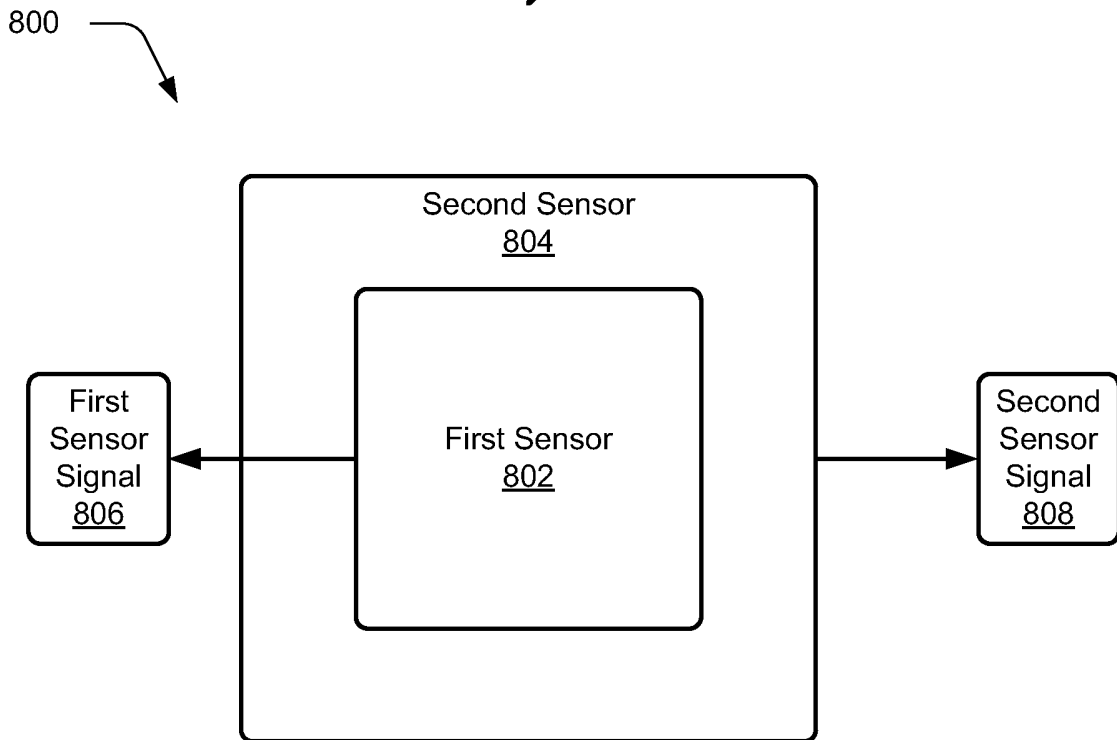 800
Second Sensor
804
First
Sensor
Signal
806
First Sensor
802
Second
Sensor
Signal
808